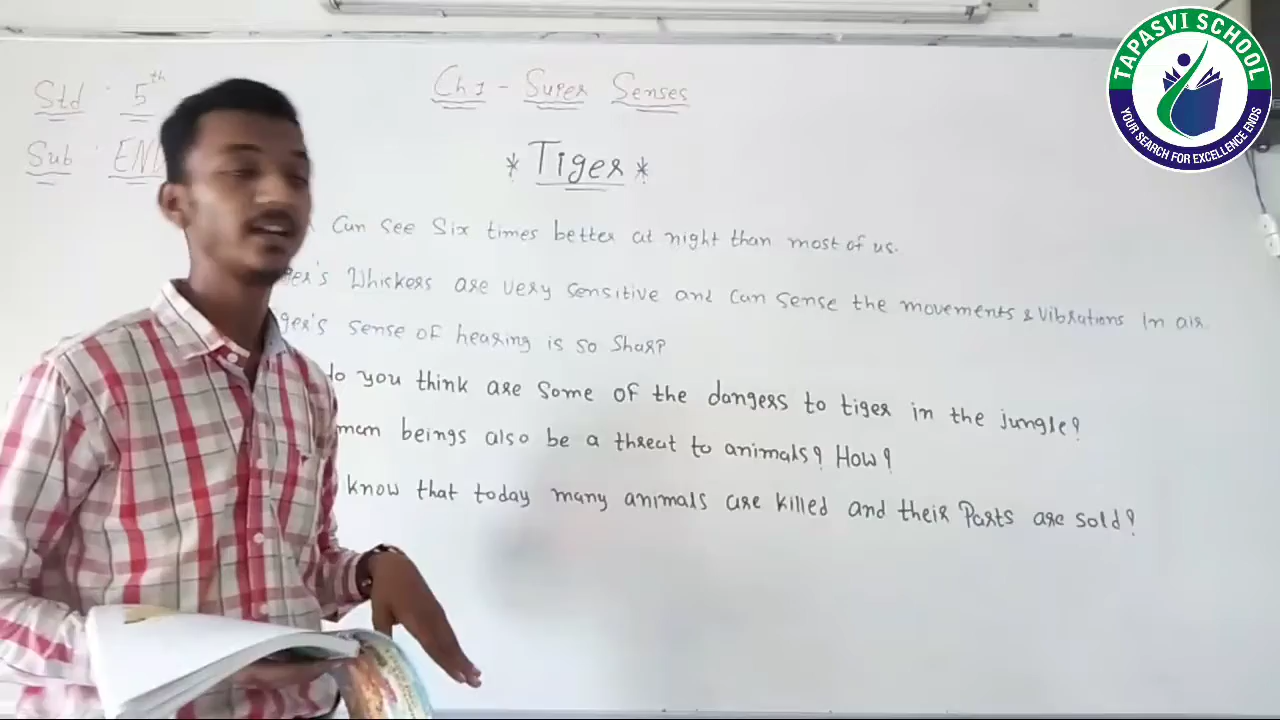 Std : 5th
Ch 1 - Super Senses
Sub :
* Tiger *
Can see Six times better at night than most of us.
Whiskers are very sensitive and Can Sense the movements & Vibrations In air
sense of hearing is so Sharp
do you think are some of the dangers to tiger in the jungle?
beings also be a threat to animals? How?
know that today many animals are killed and their Parts are sold?
TAPASVI SCHOOL
YOUR SEARCH FOR EXCELLENCE ENDS